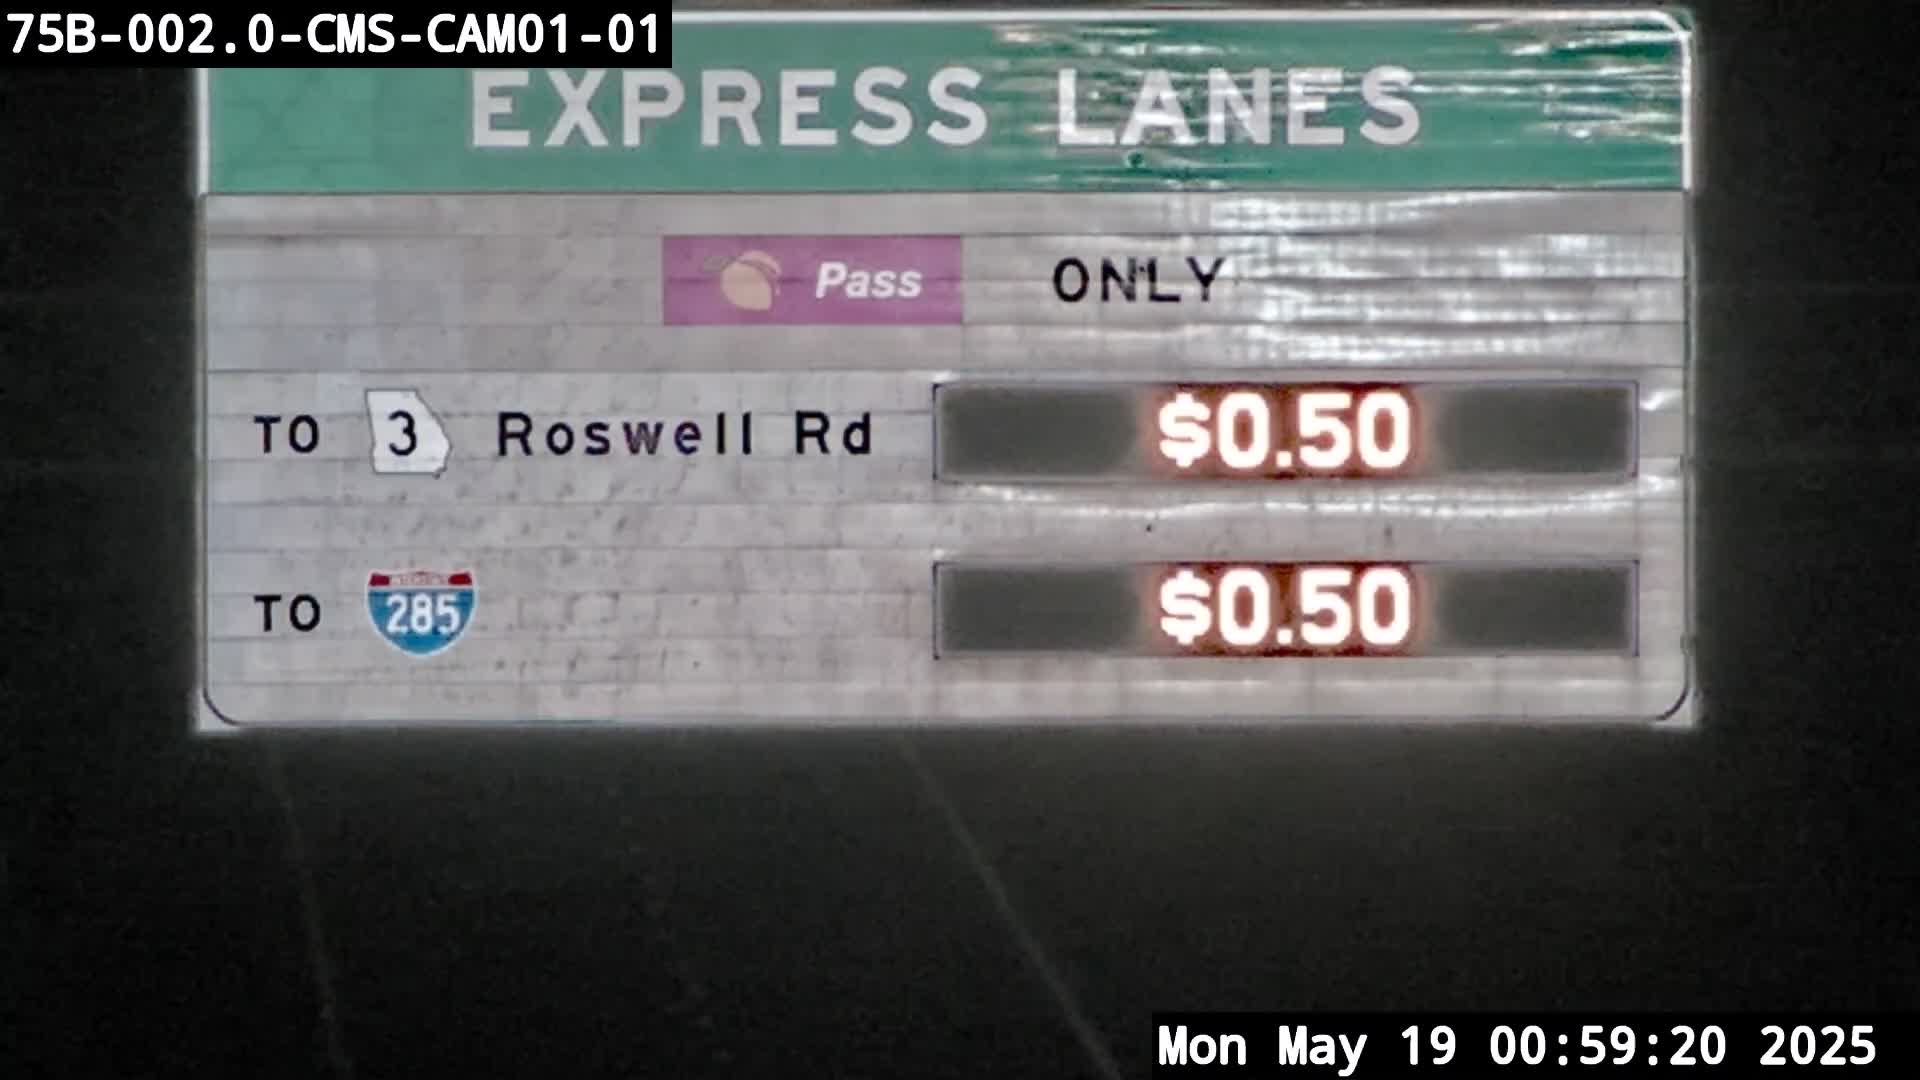 75B-002.0-CMS-CAM01-01
EXPRESS LANES
Pass ONLY
TO 3 Roswell Rd $0.50
TO 285 $0.50
Mon May 19 00:59:20 2025